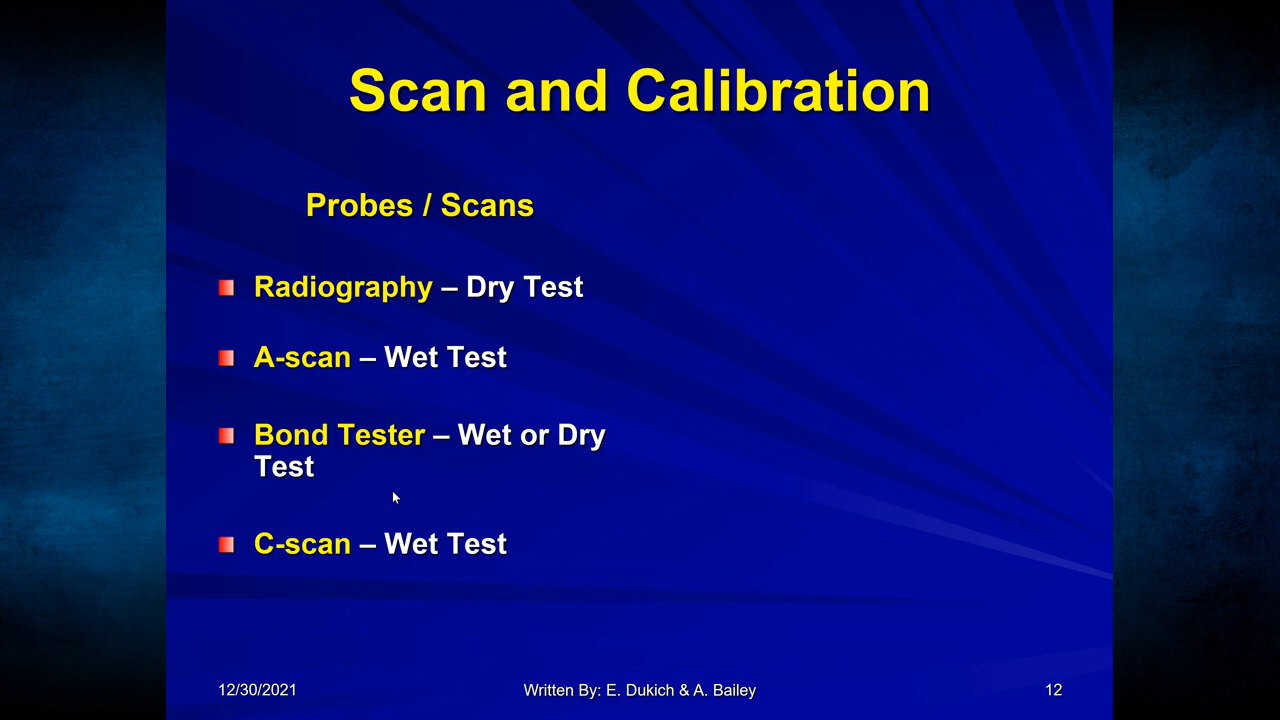 Scan and Calibration
Probes / Scans
Radiography – Dry Test
A-scan – Wet Test
Bond Tester – Wet or Dry
Test
C-scan – Wet Test
12/30/2021
Written By: E. Dukich & A. Bailey
12